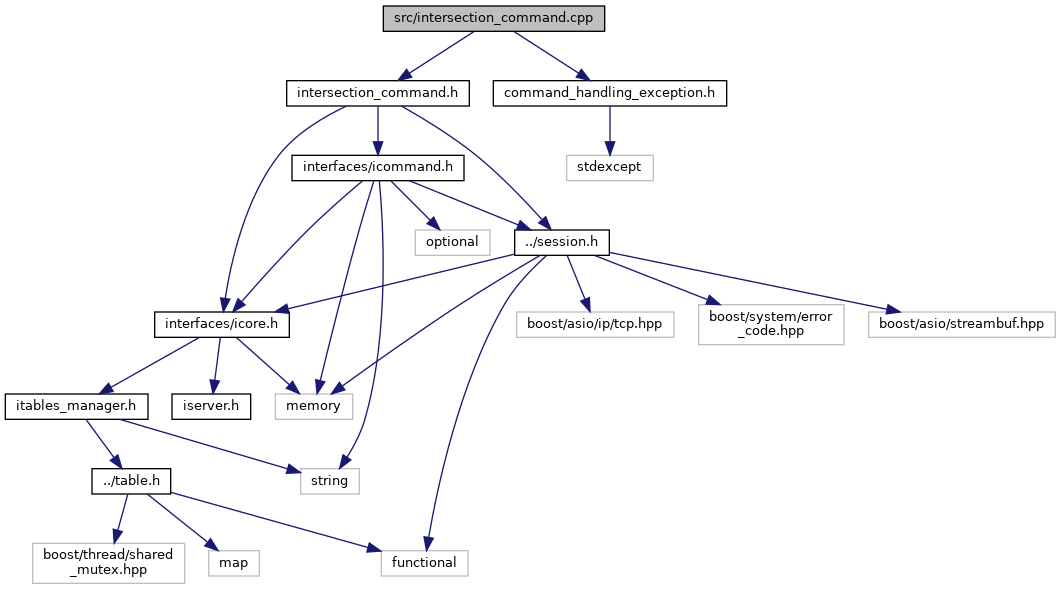 src/intersection_command.cpp
intersection_command.h
command_handling_exception.h
interfaces/icommand.h
stdexcept
optional
../session.h
interfaces/icore.h
boost/asio/ip/tcp.hpp
boost/system/error
_code.hpp
boost/asio/streambuf.hpp
itables_manager.h
iserver.h
memory
../table.h
string
boost/thread/shared
_mutex.hpp
map
functional